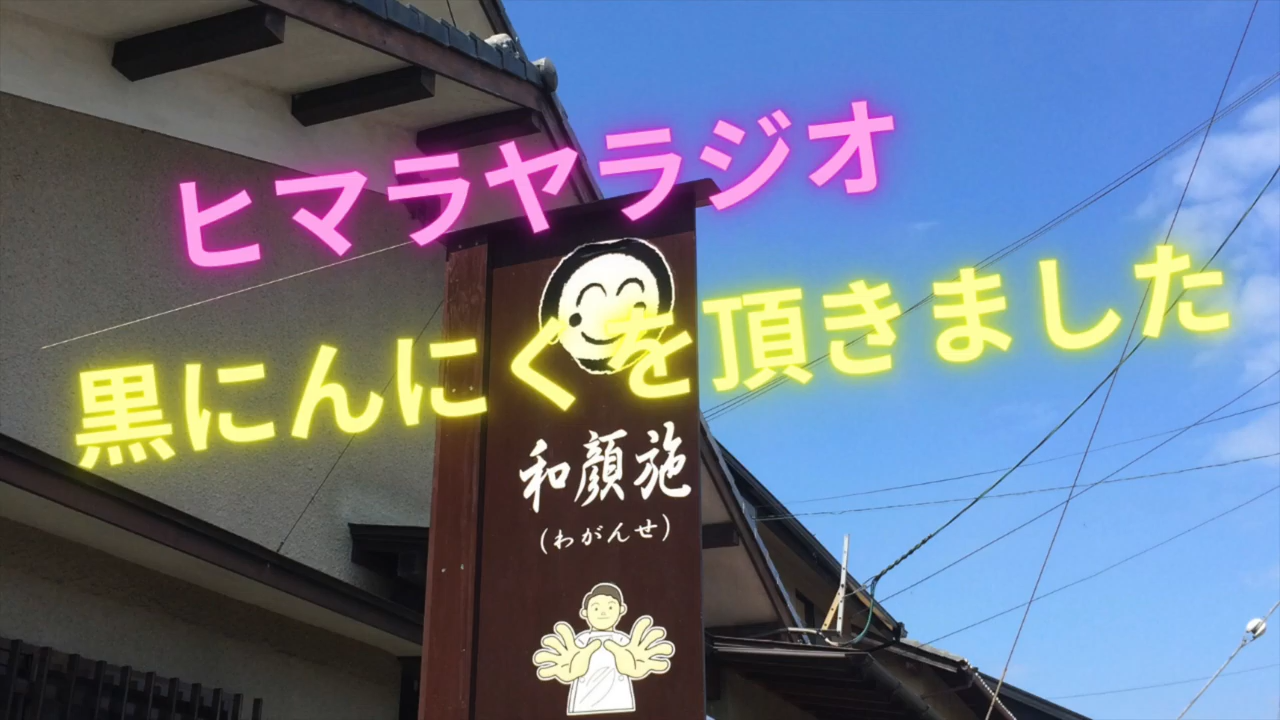 ヒマラヤラジオ
黒にんにくを頂きました
和顔施
(わがんせ)